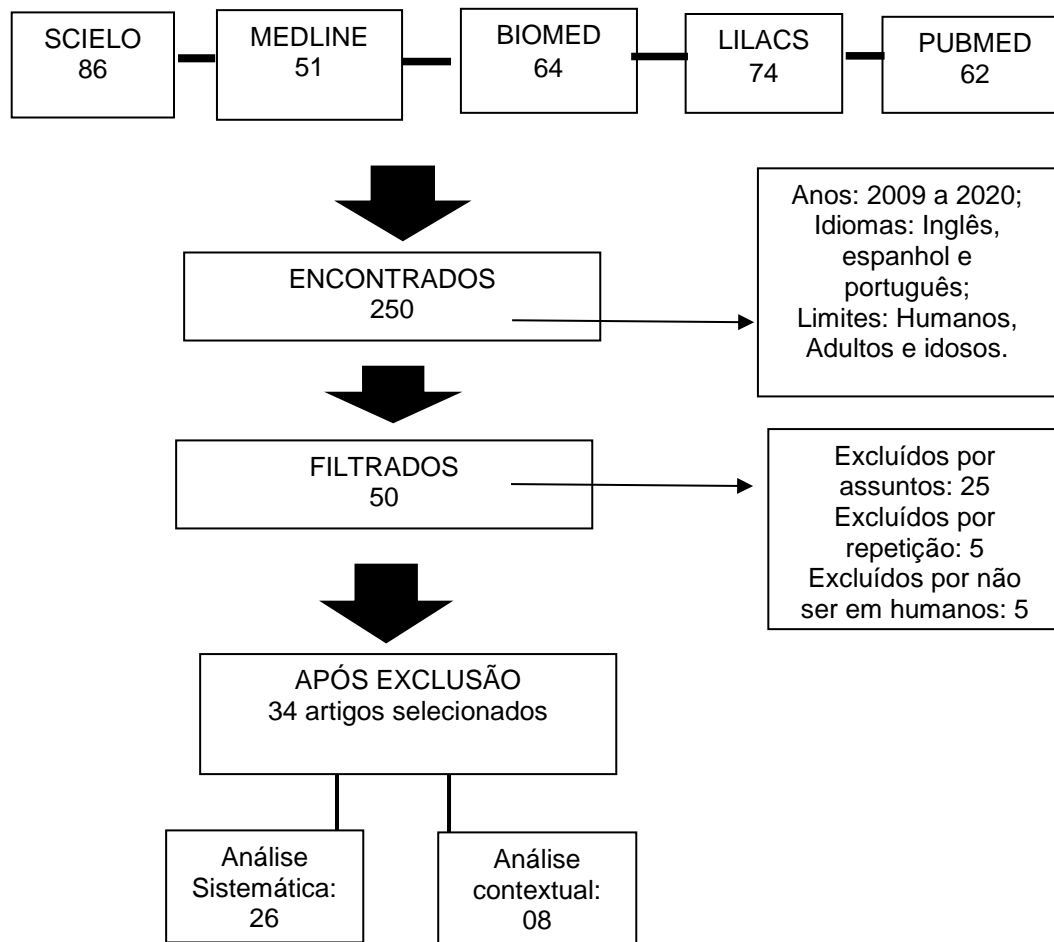 SCIELO
86
MEDLINE
51
BIOMED
64
LILACS
74
PUBMED
62
Anos: 2009 a 2020;
Idiomas: Inglês,
espanhol e
português;
Limites: Humanos,
Adultos e idosos.
ENCONTRADOS
250
FILTRADOS
50
Excluídos por
assuntos: 25
Excluídos por
repetição: 5
Excluídos por não
ser em humanos: 5
APÓS EXCLUSÃO
34 artigos selecionados
Análise
Sistemática:
26
Análise
contextual:
08